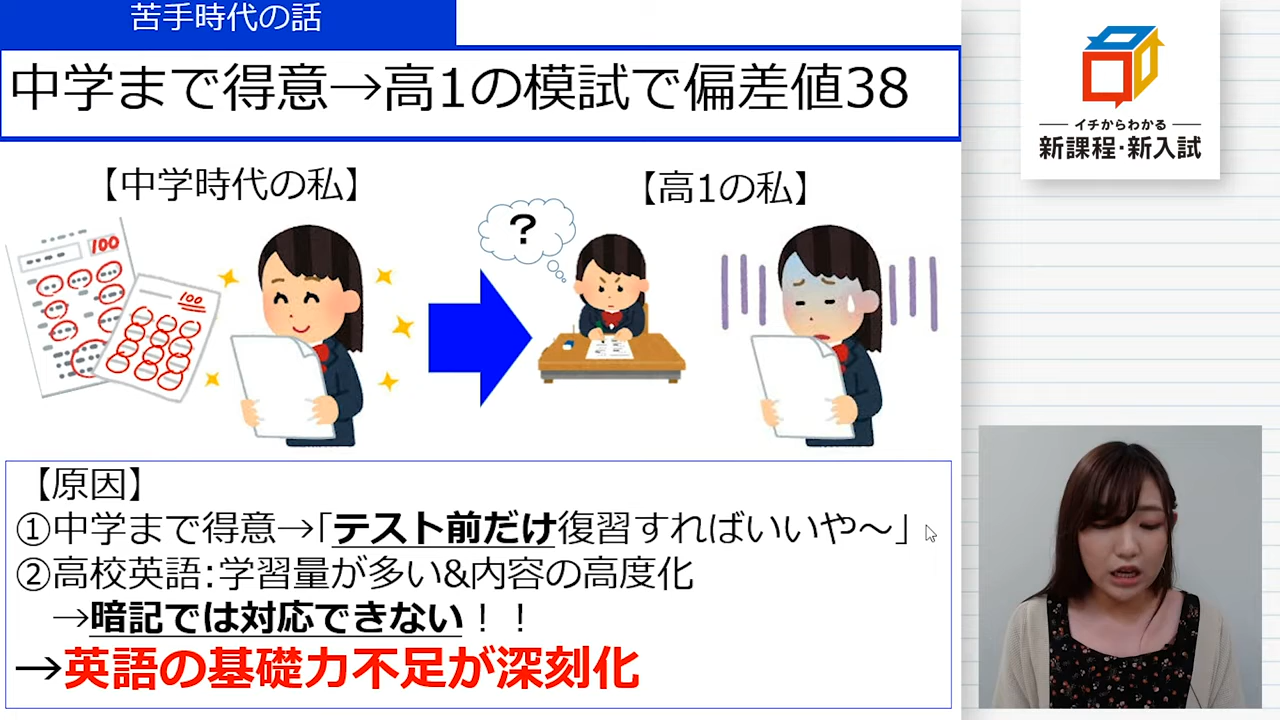 苦手時代の話
中学まで得意→高1の模試で偏差値38
【中学時代の私】
【高1の私】
100
100
?
【原因】
①中学まで得意→「テスト前だけ復習すればいいや～」
②高校英語:学習量が多い&内容の高度化
→暗記では対応できない！！
→英語の基礎力不足が深刻化
イチからわかる
新課程・新入試